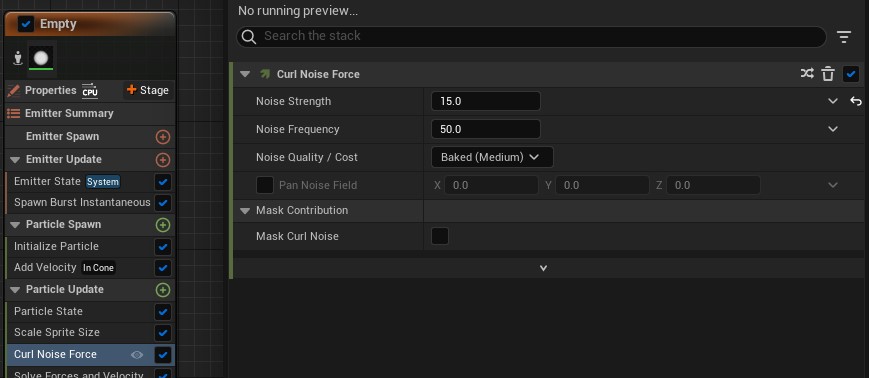 Empty
Properties CPU + Stage
Emitter Summary
Emitter Spawn
Emitter Update
Emitter State System
Spawn Burst Instantaneous
Particle Spawn
Initialize Particle
Add Velocity In Cone
Particle Update
Particle State
Scale Sprite Size
Curl Noise Force
Solve Forces and Velocity
No running preview...
Search the stack
Curl Noise Force
Noise Strength 15.0
Noise Frequency 50.0
Noise Quality / Cost Baked (Medium)
Pan Noise Field X 0.0 Y 0.0 Z 0.0
Mask Contribution
Mask Curl Noise